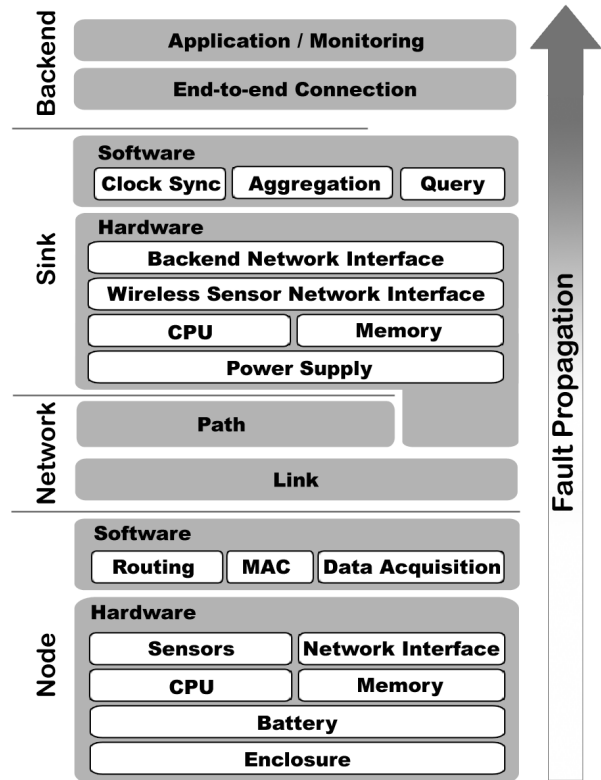 Backend
Application / Monitoring
End-to-end Connection
Sink
Software
Clock Sync Aggregation Query
Hardware
Backend Network Interface
Wireless Sensor Network Interface
CPU Memory
Power Supply
Network
Path
Link
Node
Software
Routing MAC Data Acquisition
Hardware
Sensors Network Interface
CPU Memory
Battery
Enclosure
Fault Propagation